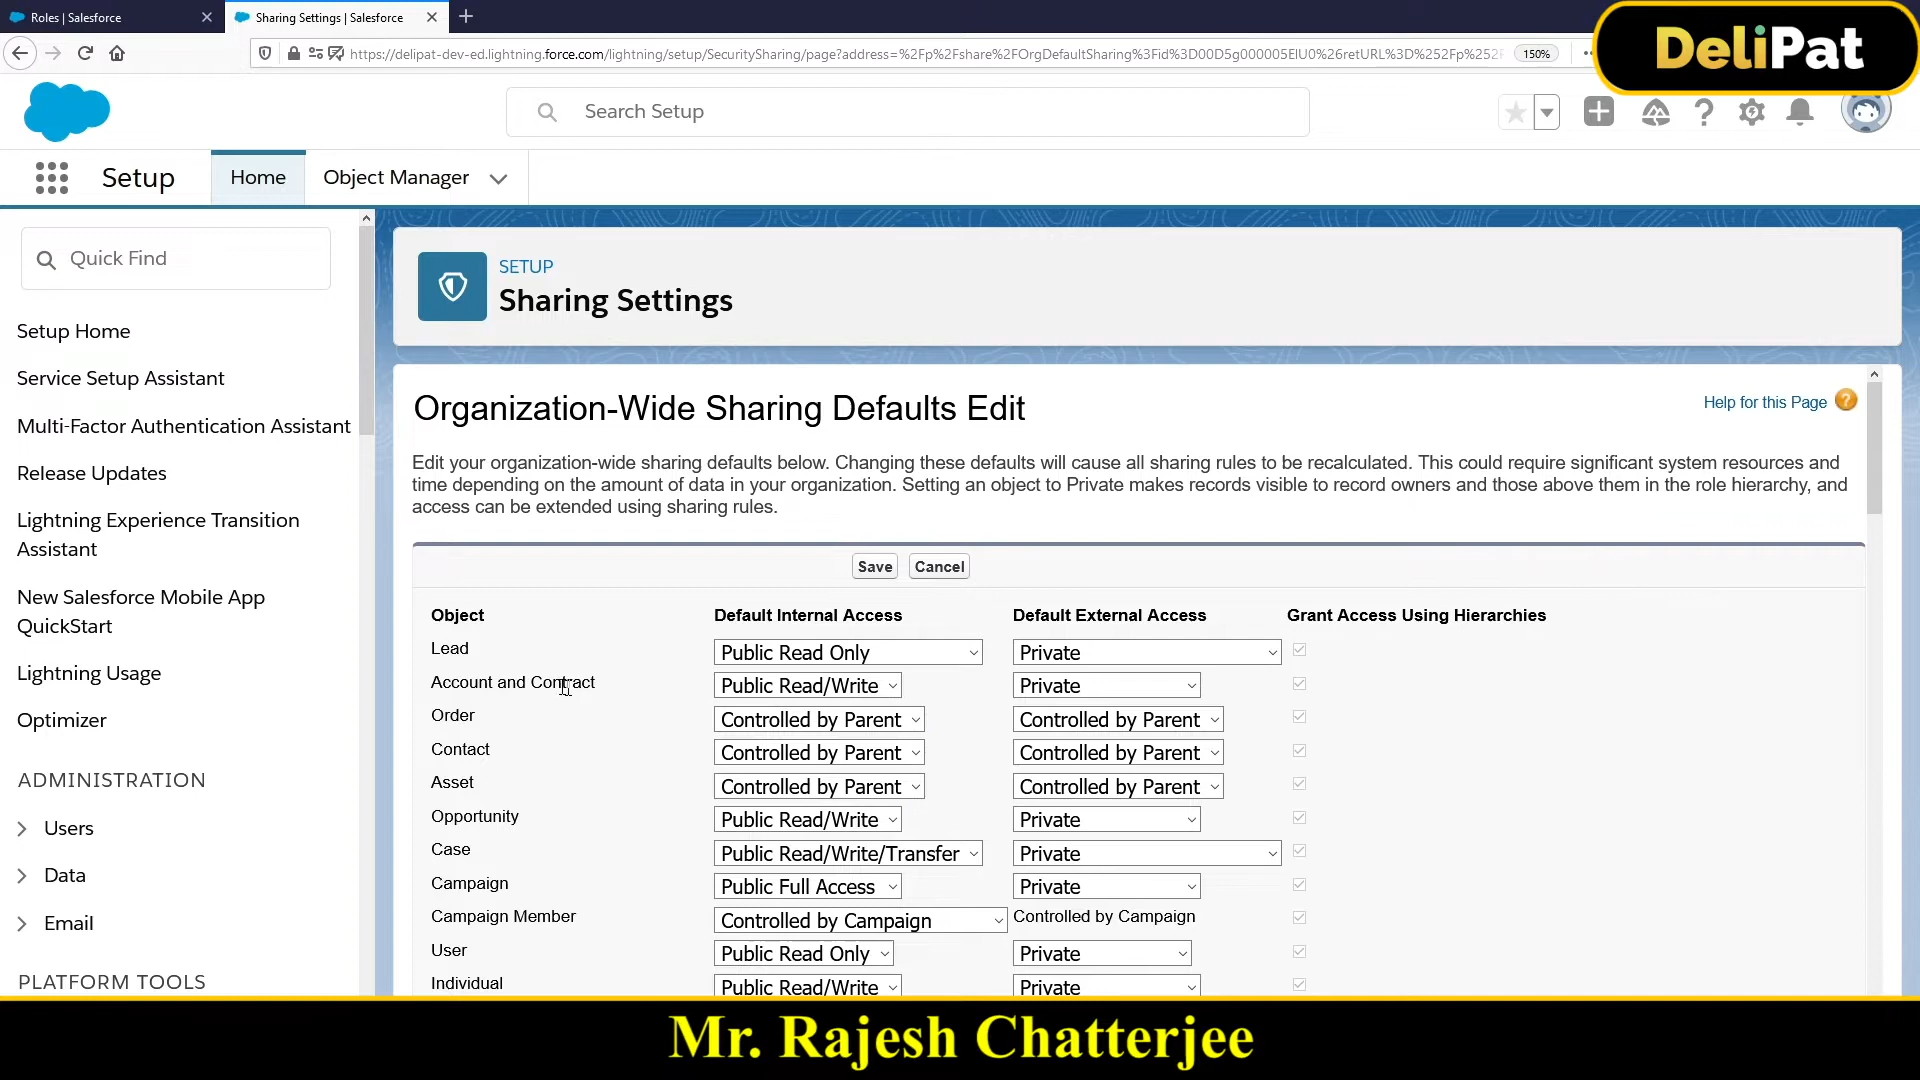 Roles | Salesforce
Sharing Settings | Salesforce
https://delipat-dev-ed.lightning.force.com/lightning/setup/SecuritySharing/page?address=%2Fp%2Fshare%2FOrgDefaultSharing%3Fid%3D00D5g000005ElU0%26retURL%3D%252Fp%252F
150%
DeliPat
Search Setup
Setup
Home
Object Manager
Quick Find
Setup Home
Service Setup Assistant
Multi-Factor Authentication Assistant
Release Updates
Lightning Experience Transition
Assistant
New Salesforce Mobile App
QuickStart
Lightning Usage
Optimizer
ADMINISTRATION
Users
Data
Email
PLATFORM TOOLS
SETUP
Sharing Settings
Organization-Wide Sharing Defaults Edit
Help for this Page
Edit your organization-wide sharing defaults below. Changing these defaults will cause all sharing rules to be recalculated. This could require significant system resources and
time depending on the amount of data in your organization. Setting an object to Private makes records visible to record owners and those above them in the role hierarchy, and
access can be extended using sharing rules.
Save Cancel
Object Default Internal Access Default External Access Grant Access Using Hierarchies
Lead Public Read Only Private
Account and Contract Public Read/Write Private
Order Controlled by Parent Controlled by Parent
Contact Controlled by Parent Controlled by Parent
Asset Controlled by Parent Controlled by Parent
Opportunity Public Read/Write Private
Case Public Read/Write/Transfer Private
Campaign Public Full Access Private
Campaign Member Controlled by Campaign Controlled by Campaign
User Public Read Only Private
Individual Public Read/Write Private
Mr. Rajesh Chatterjee